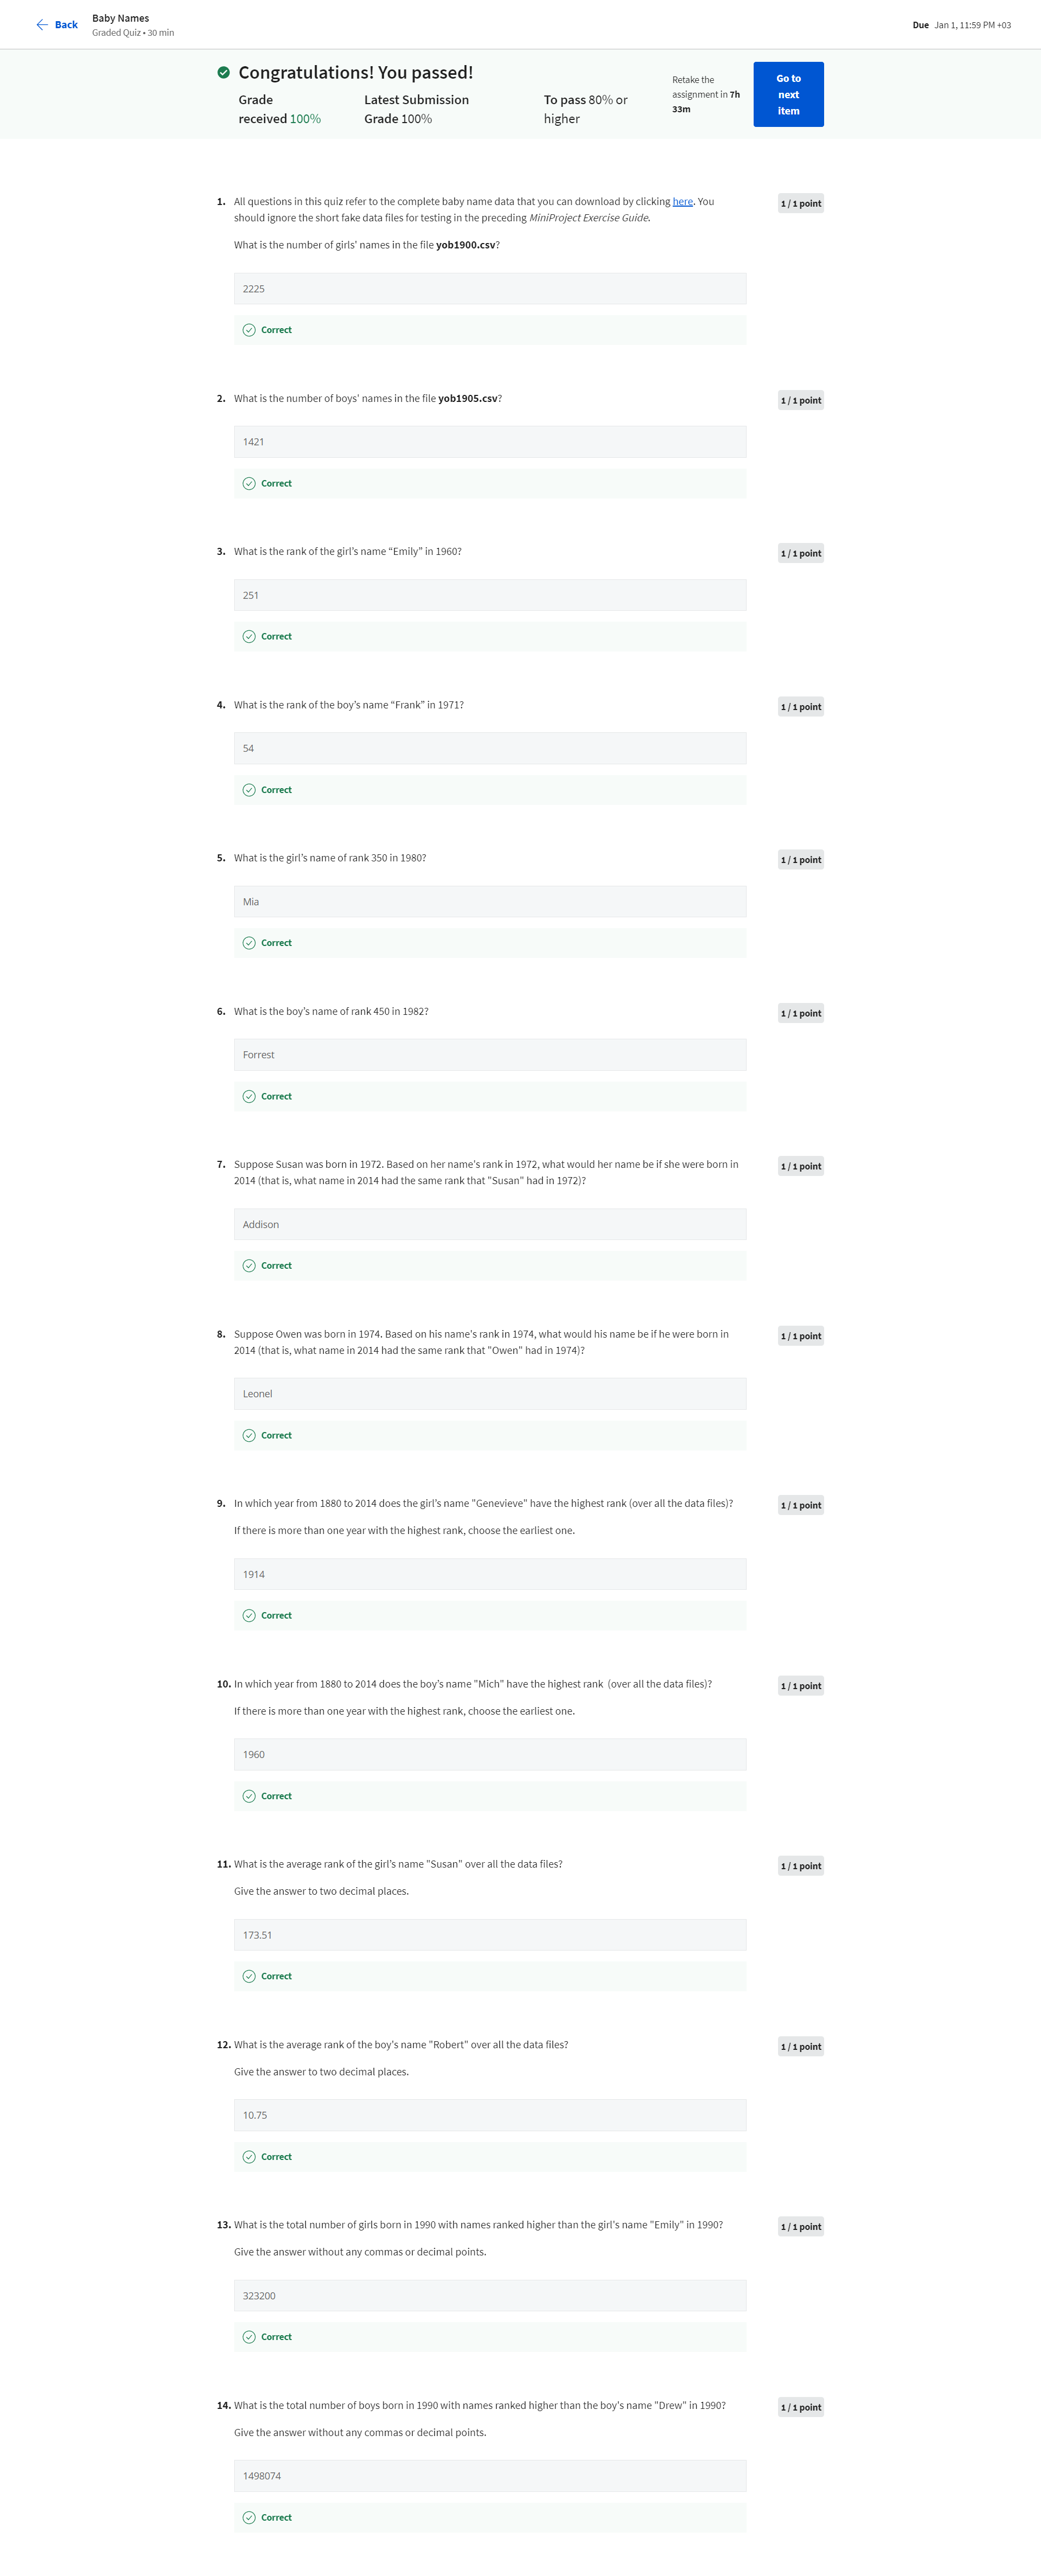 Back
Baby Names
Graded Quiz • 30 min
Due Jan 1, 11:59 PM +03
Congratulations! You passed!
Grade
received 100%
Latest Submission
Grade 100%
To pass 80% or
higher
Retake the
assignment in 7h
33m
Go to
next
item
1. All questions in this quiz refer to the complete baby name data that you can download by clicking here. You
should ignore the short fake data files for testing in the preceding MiniProject Exercise Guide.
1 / 1 point
What is the number of girls' names in the file yob1900.csv?
2225
Correct
2. What is the number of boys' names in the file yob1905.csv?
1 / 1 point
1421
Correct
3. What is the rank of the girl’s name “Emily” in 1960?
1 / 1 point
251
Correct
4. What is the rank of the boy’s name “Frank” in 1971?
1 / 1 point
54
Correct
5. What is the girl’s name of rank 350 in 1980?
1 / 1 point
Mia
Correct
6. What is the boy’s name of rank 450 in 1982?
1 / 1 point
Forrest
Correct
7. Suppose Susan was born in 1972. Based on her name's rank in 1972, what would her name be if she were born in
2014 (that is, what name in 2014 had the same rank that "Susan" had in 1972)?
1 / 1 point
Addison
Correct
8. Suppose Owen was born in 1974. Based on his name's rank in 1974, what would his name be if he were born in
2014 (that is, what name in 2014 had the same rank that "Owen" had in 1974)?
1 / 1 point
Leonel
Correct
9. In which year from 1880 to 2014 does the girl’s name "Genevieve" have the highest rank (over all the data files)?
1 / 1 point
If there is more than one year with the highest rank, choose the earliest one.
1914
Correct
10. In which year from 1880 to 2014 does the boy’s name "Mich" have the highest rank (over all the data files)?
1 / 1 point
If there is more than one year with the highest rank, choose the earliest one.
1960
Correct
11. What is the average rank of the girl’s name "Susan" over all the data files?
1 / 1 point
Give the answer to two decimal places.
173.51
Correct
12. What is the average rank of the boy’s name "Robert" over all the data files?
1 / 1 point
Give the answer to two decimal places.
10.75
Correct
13. What is the total number of girls born in 1990 with names ranked higher than the girl’s name "Emily" in 1990?
1 / 1 point
Give the answer without any commas or decimal points.
323200
Correct
14. What is the total number of boys born in 1990 with names ranked higher than the boy’s name "Drew" in 1990?
1 / 1 point
Give the answer without any commas or decimal points.
1498074
Correct